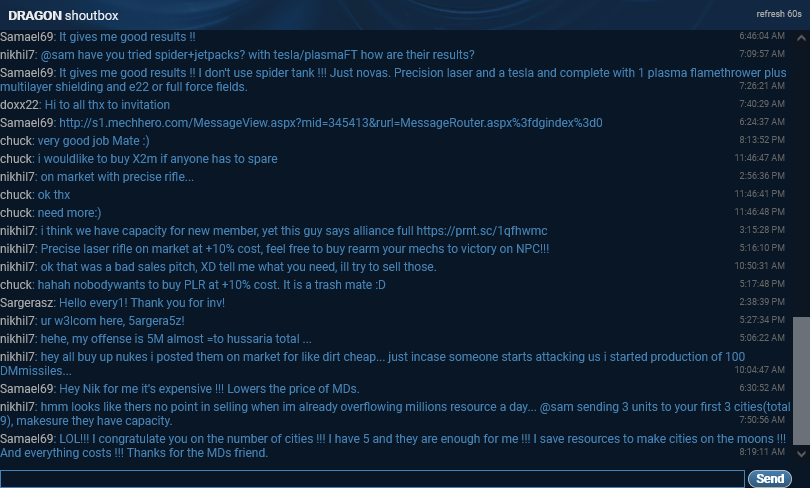 DRAGON shoutbox refresh 60s
Samael69: It gives me good results !! 6:46:04 AM
nikhil7: @sam have you tried spider+jetpacks? with tesla/plasmaFT how are their results? 7:09:57 AM
Samael69: It gives me good results !! I don't use spider tank !!! Just novas. Precision laser and a tesla and complete with 1 plasma flamethrower plus
multilayer shielding and e22 or full force fields. 7:26:21 AM
doxx22: Hi to all thx to invitation 7:40:29 AM
Samael69: http://s1.mechhero.com/MessageView.aspx?mid=345413&rurl=MessageRouter.aspx%3fdgindex%3d0 6:24:37 AM
chuck: very good job Mate :) 8:13:52 PM
chuck: i wouldlike to buy X2m if anyone has to spare 11:46:47 AM
nikhil7: on market with precise rifle... 2:56:36 PM
chuck: ok thx 11:46:41 PM
chuck: need more:) 11:46:48 PM
nikhil7: i think we have capacity for new member, yet this guy says alliance full https://prnt.sc/1qfhwmc 3:15:28 PM
nikhil7: Precise laser rifle on market at +10% cost, feel free to buy rearm your mechs to victory on NPC!!! 5:16:10 PM
nikhil7: ok that was a bad sales pitch, XD tell me what you need, ill try to sell those. 10:50:31 AM
chuck: hahah nobodywants to buy PLR at +10% cost. It is a trash mate :D 5:17:48 PM
Sargerasz: Hello every1! Thank you for inv! 2:38:39 PM
nikhil7: ur w3lcom here, 5argera5z! 5:27:34 PM
nikhil7: hehe, my offense is 5M almost =to hussaria total ... 5:06:22 AM
nikhil7: hey all buy up nukes i posted them on market for like dirt cheap... just incase someone starts attacking us i started production of 100
DMmissiles... 10:04:47 AM
Samael69: Hey Nik for me it's expensive !!! Lowers the price of MDs. 6:30:52 AM
nikhil7: hmm looks like thers no point in selling when im already overflowing millions resource a day... @sam sending 3 units to your first 3 cities(total
9), makesure they have capacity. 7:50:56 AM
Samael69: LOL!!! I congratulate you on the number of cities !!! I have 5 and they are enough for me !!! I save resources to make cities on the moons !!!
And everything costs !!! Thanks for the MDs friend. 8:19:11 AM
Send